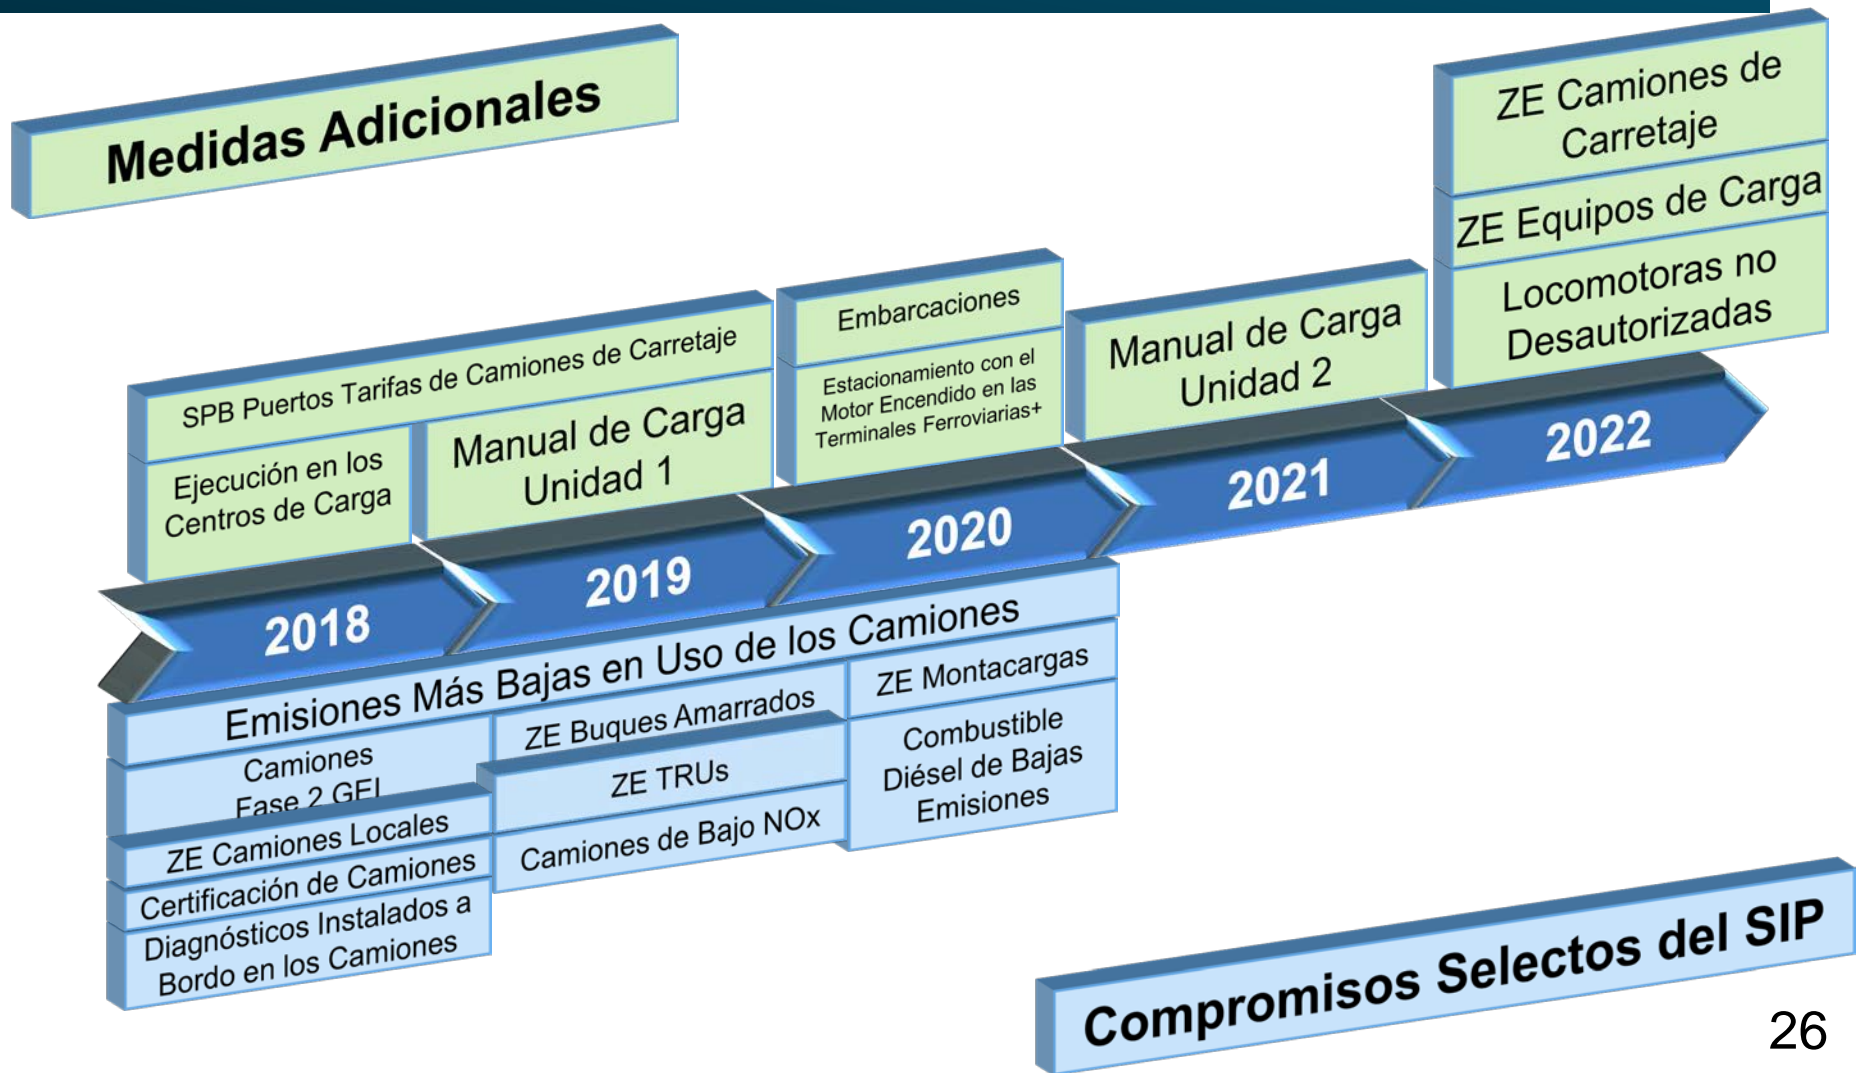 Medidas Adicionales
SPB Puertos Tarifas de Camiones de Carretaje
Ejecución en los
Centros de Carga
Manual de Carga
Unidad 1
Embarcaciones
Estacionamiento con el
Motor Encendido en las
Terminales Ferroviarias+
Manual de Carga
Unidad 2
ZE Camiones de
Carretaje
ZE Equipos de Carga
Locomotoras no
Desautorizadas
2018
2019
2020
2021
2022
Emisiones Más Bajas en Uso de los Camiones
Camiones
Fase 2 GEI
ZE Camiones Locales
Certificación de Camiones
Diagnósticos Instalados a
Bordo en los Camiones
ZE Buques Amarrados
ZE TRUs
Camiones de Bajo NOx
ZE Montacargas
Combustible
Diésel de Bajas
Emisiones
Compromisos Selectos del SIP
26